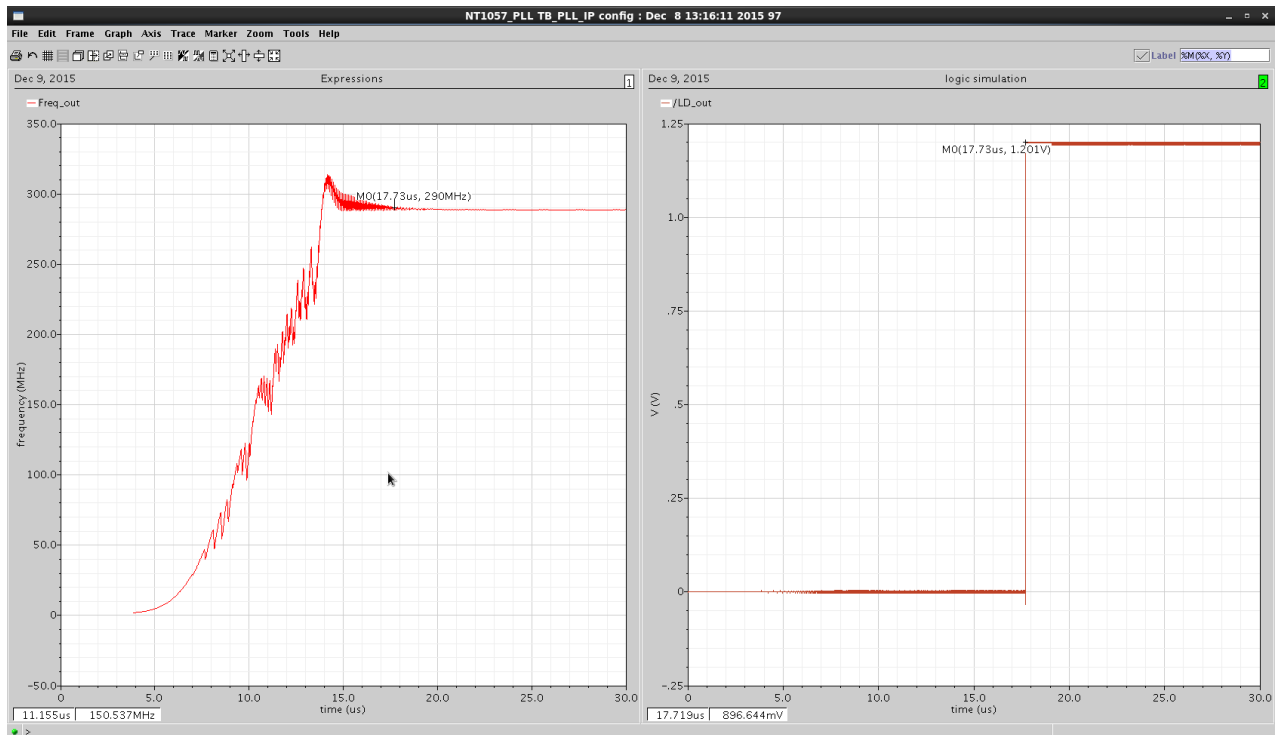 NT1057_PLL TB_PLL_IP config : Dec 8 13:16:11 2015 97
File Edit Frame Graph Axis Trace Marker Zoom Tools Help
Label %M(%X, %Y)
Dec 9, 2015 Expressions 1
Freq_out
350.0
300.0
250.0
200.0
150.0
100.0
50.0
0
-50.0
frequency (MHz)
M0(17.73us, 290MHz)
0 5.0 10.0 15.0 20.0 25.0 30.0
time (us)
11.155us 150.537MHz
Dec 9, 2015 logic simulation 2
/LD_out
1.25
1.0
.75
.5
.25
0
-.25
V (V)
M0(17.73us, 1.201V)
0 5.0 10.0 15.0 20.0 25.0 30.0
time (us)
17.719us 896.644mV
>